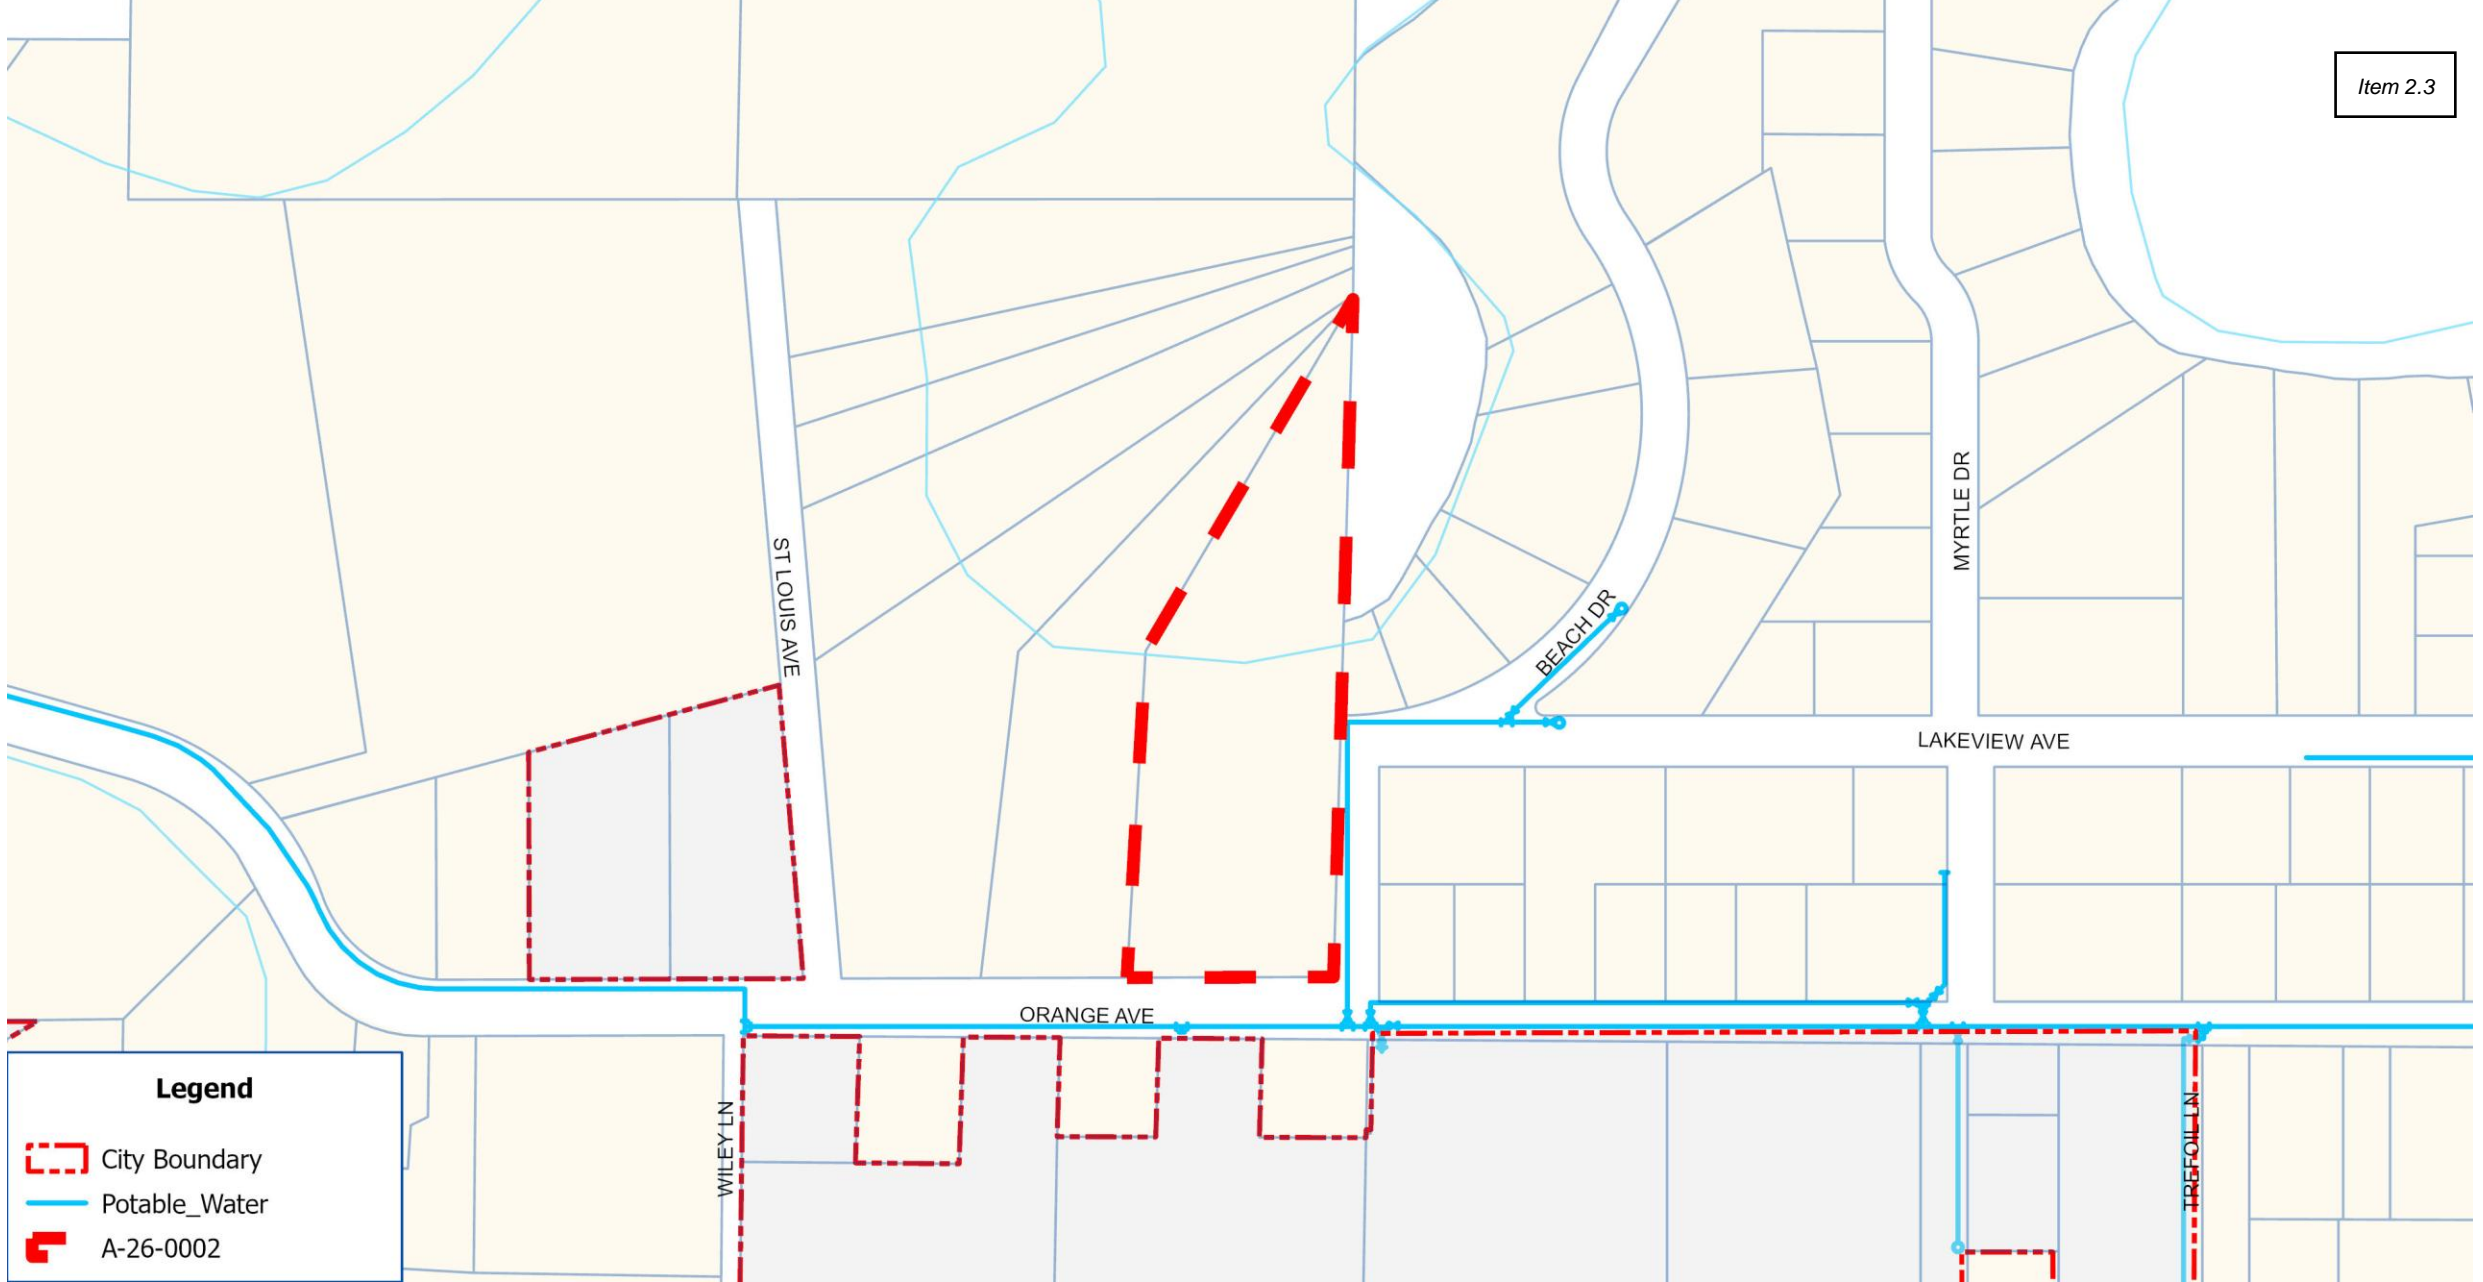 Item 2.3
MYRTLE DR
ST LOUIS AVE
BEACH DR
LAKEVIEW AVE
ORANGE AVE
WILEY LN
TREFOIL LN
Legend
City Boundary
Potable_Water
A-26-0002